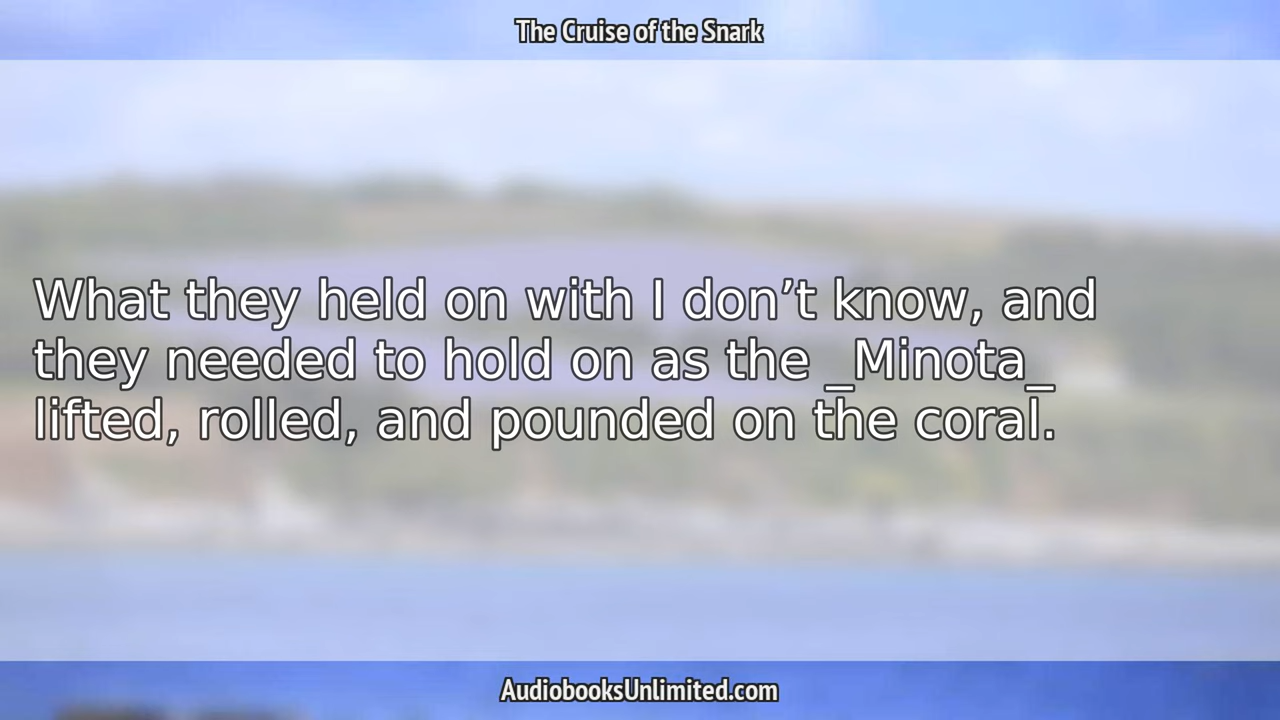 The Cruise of the Snark
What they held on with I don’t know, and
they needed to hold on as the _Minota_
lifted, rolled, and pounded on the coral.
AudiobooksUnlimited.com